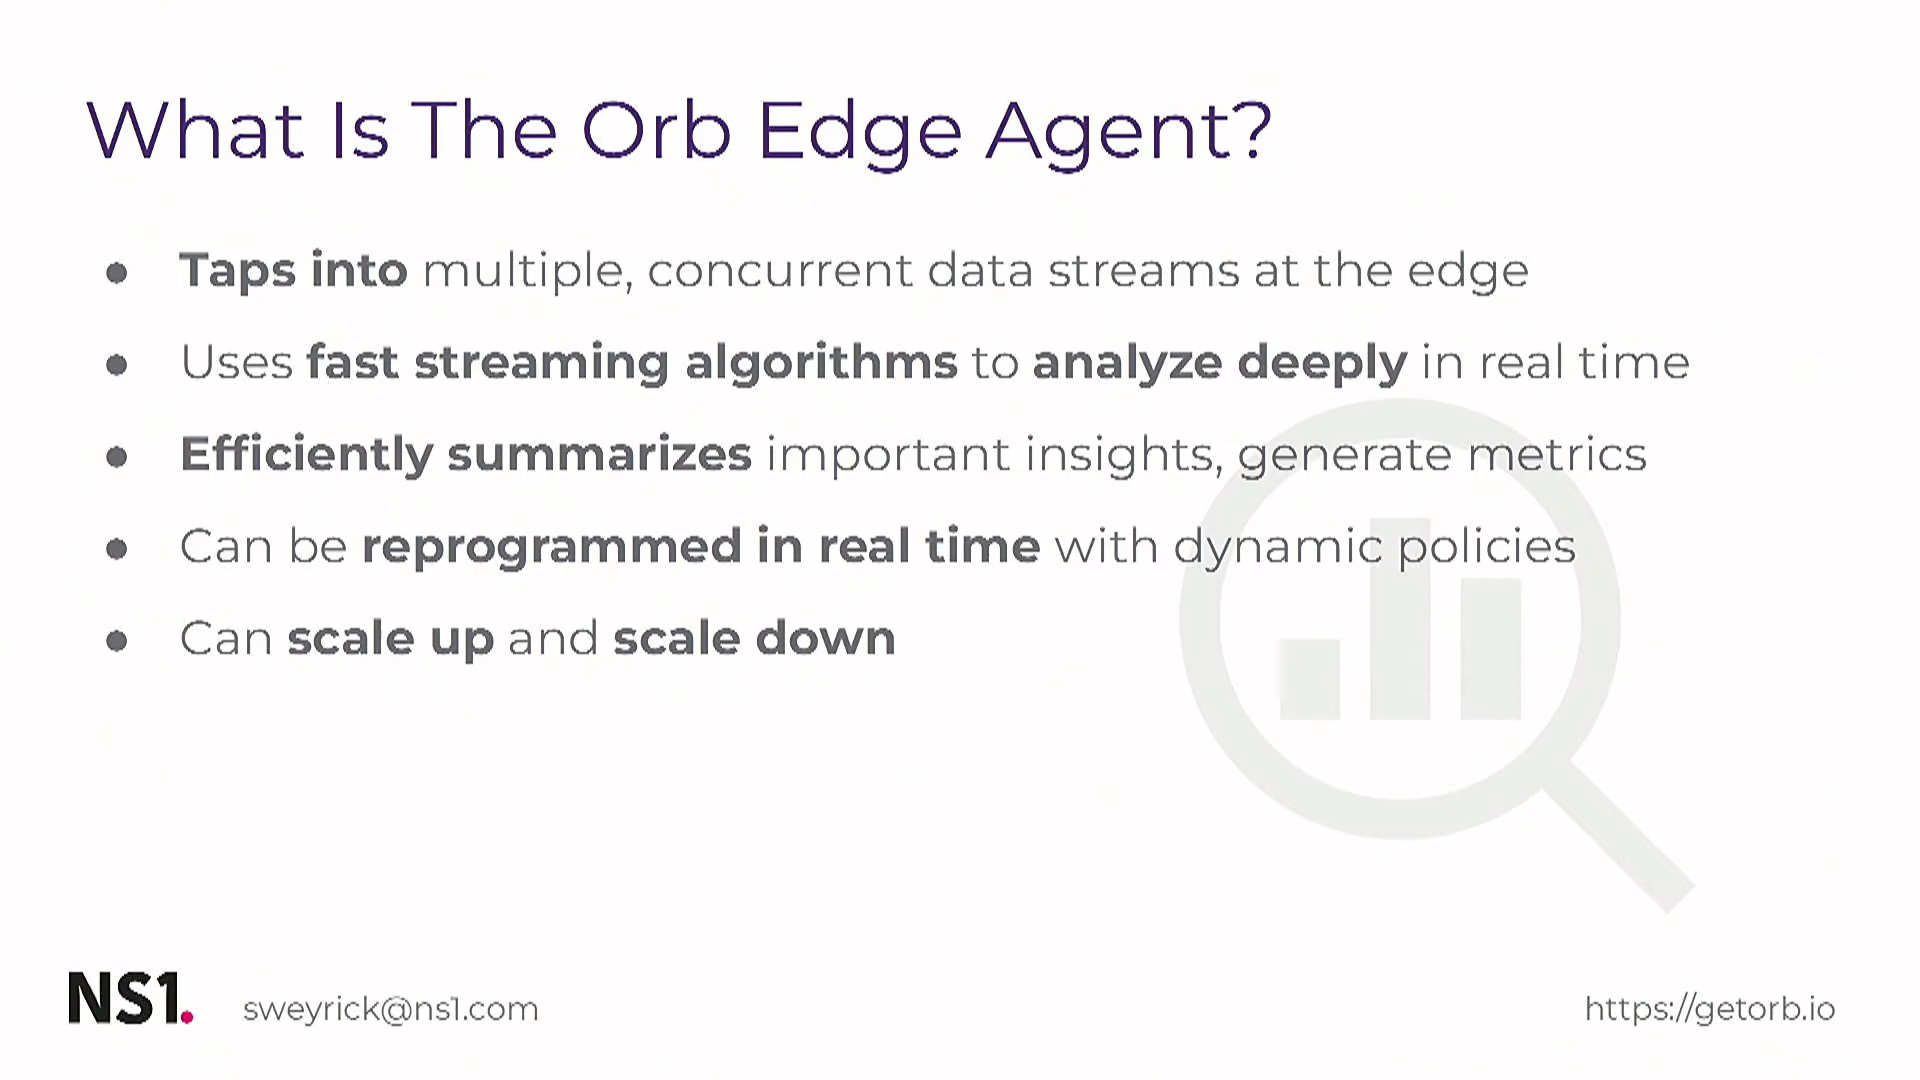 What Is The Orb Edge Agent?
● Taps into multiple, concurrent data streams at the edge
● Uses fast streaming algorithms to analyze deeply in real time
● Efficiently summarizes important insights, generate metrics
● Can be reprogrammed in real time with dynamic policies
● Can scale up and scale down
NS1. sweyrick@ns1.com https://getorb.io